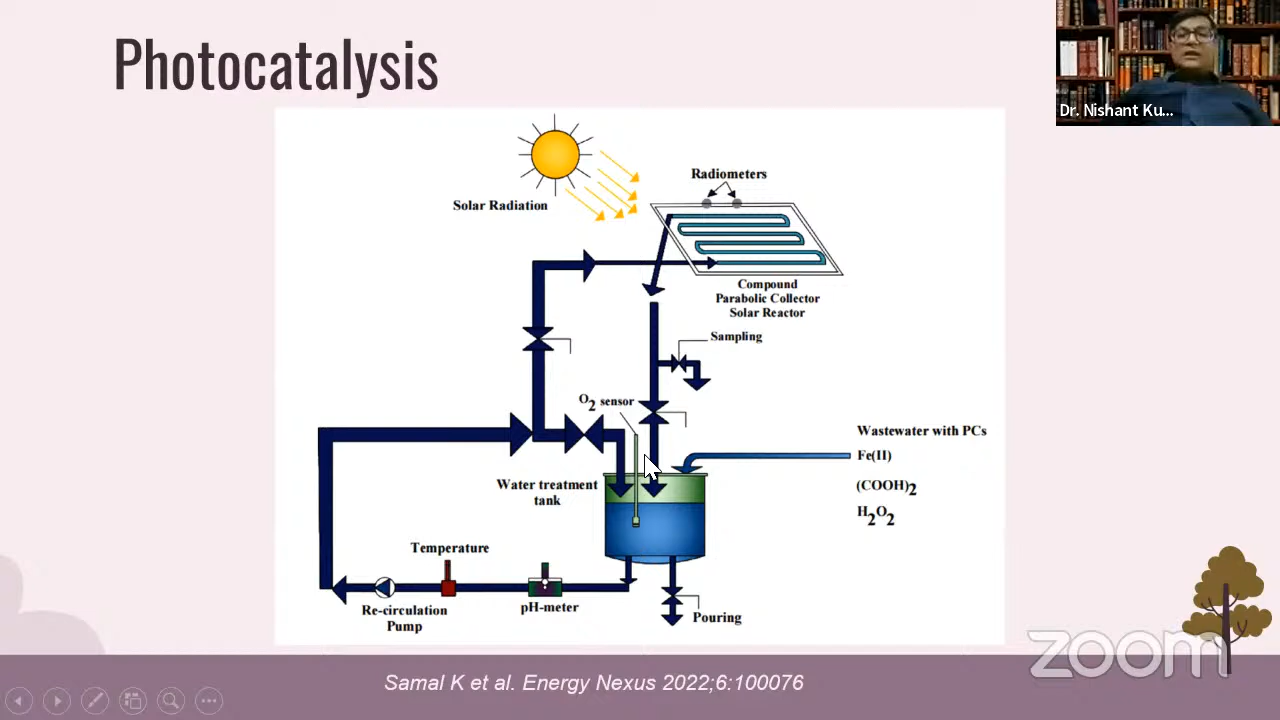 Photocatalysis
Dr. Nishant Ku...
Radiometers
Solar Radiation
Compound
Parabolic Collector
Solar Reactor
Sampling
O2 sensor
Wastewater with PCs
Fe(II)
(COOH)2
H2O2
Water treatment
tank
Temperature
pH-meter
Re-circulation
Pump
Pouring
zoom
Samal K et al. Energy Nexus 2022;6:100076